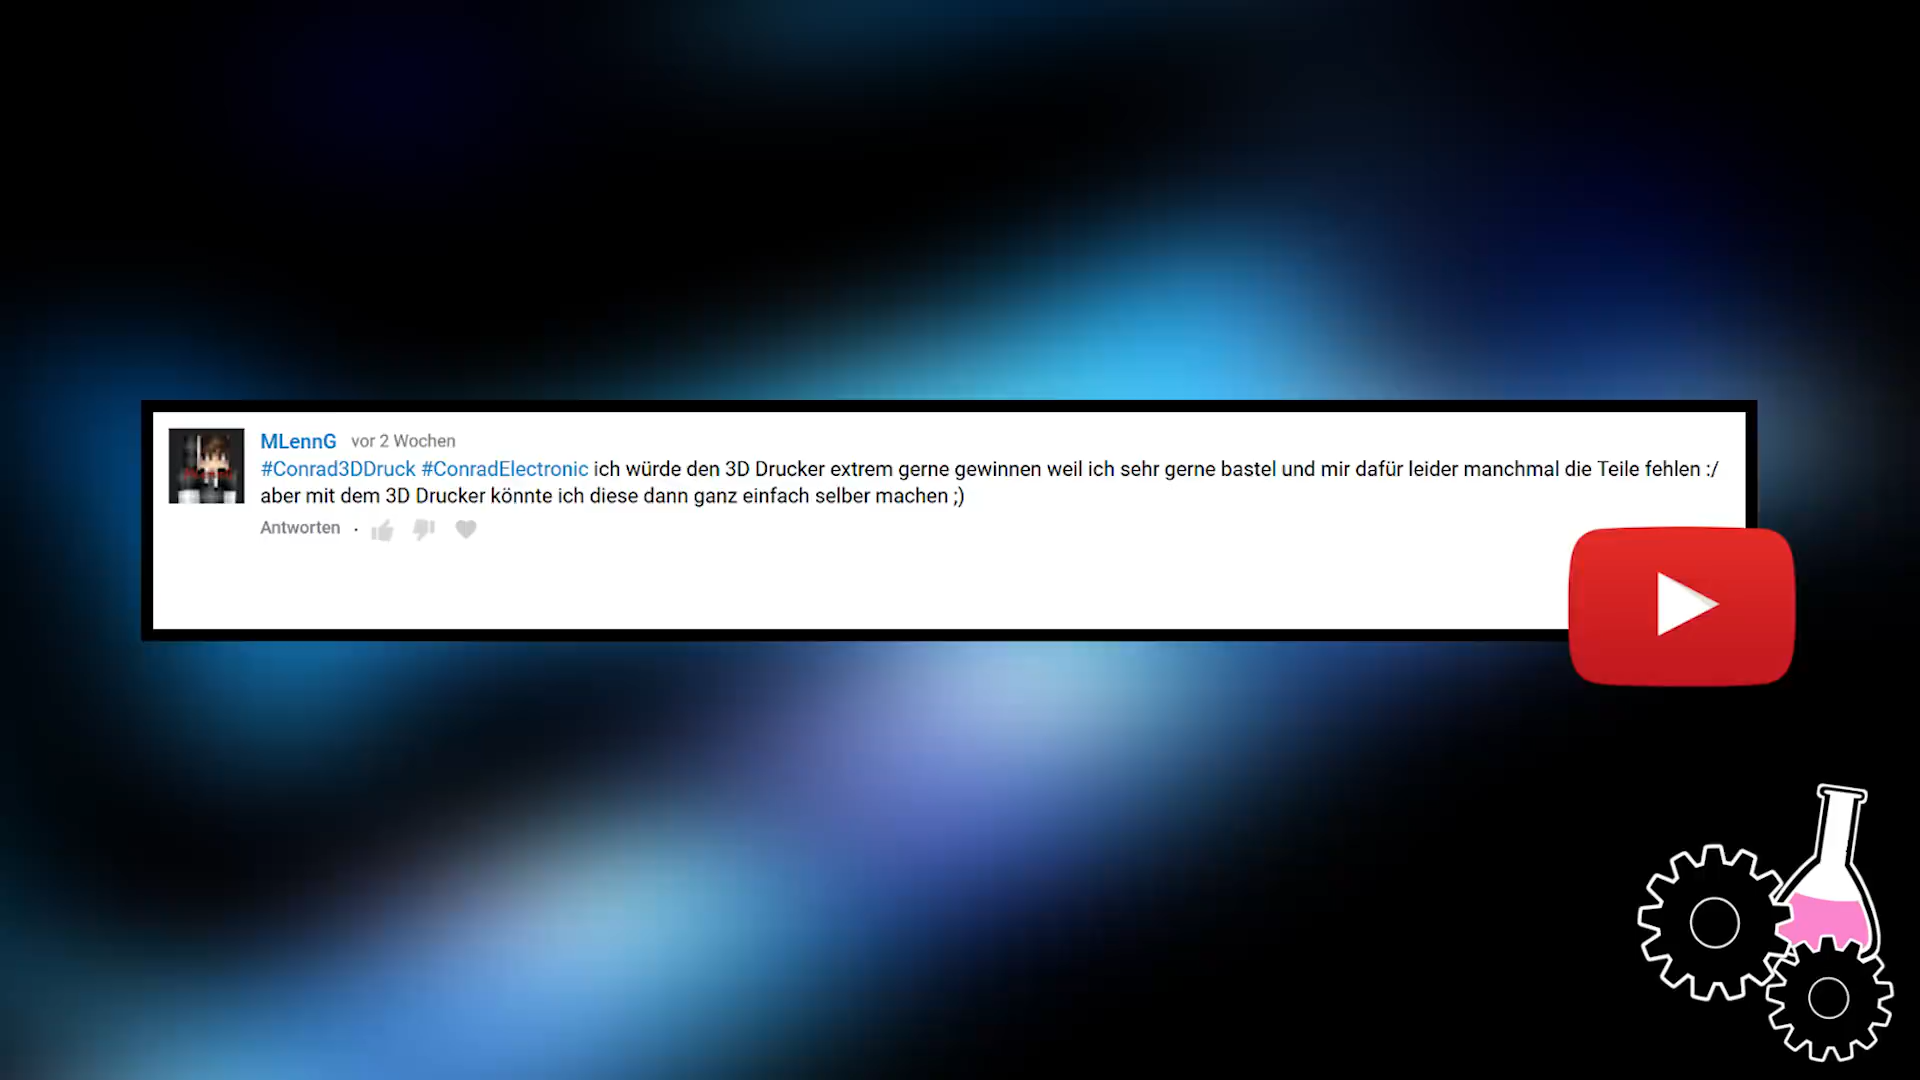 MLennG vor 2 Wochen
#Conrad3DDruck #ConradElectronic ich würde den 3D Drucker extrem gerne gewinnen weil ich sehr gerne bastel und mir dafür leider manchmal die Teile fehlen :/
aber mit dem 3D Drucker könnte ich diese dann ganz einfach selber machen ;)
Antworten ·